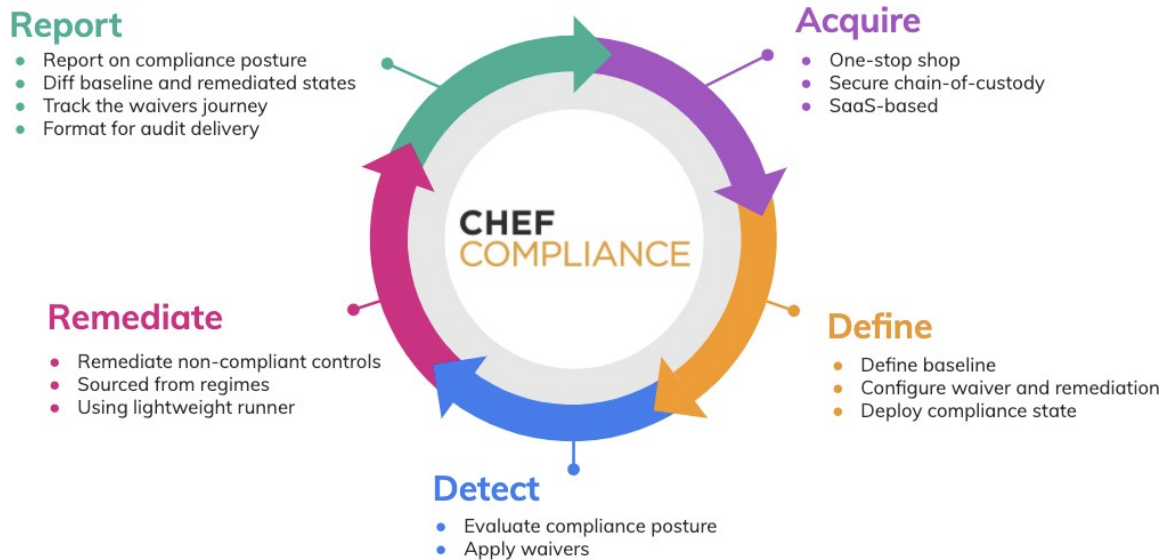 Report
• Report on compliance posture
• Diff baseline and remediated states
• Track the waivers journey
• Format for audit delivery
Acquire
• One-stop shop
• Secure chain-of-custody
• SaaS-based
CHEF
COMPLIANCE
Remediate
• Remediate non-compliant controls
• Sourced from regimes
• Using lightweight runner
Define
• Define baseline
• Configure waiver and remediation
• Deploy compliance state
Detect
• Evaluate compliance posture
• Apply waivers